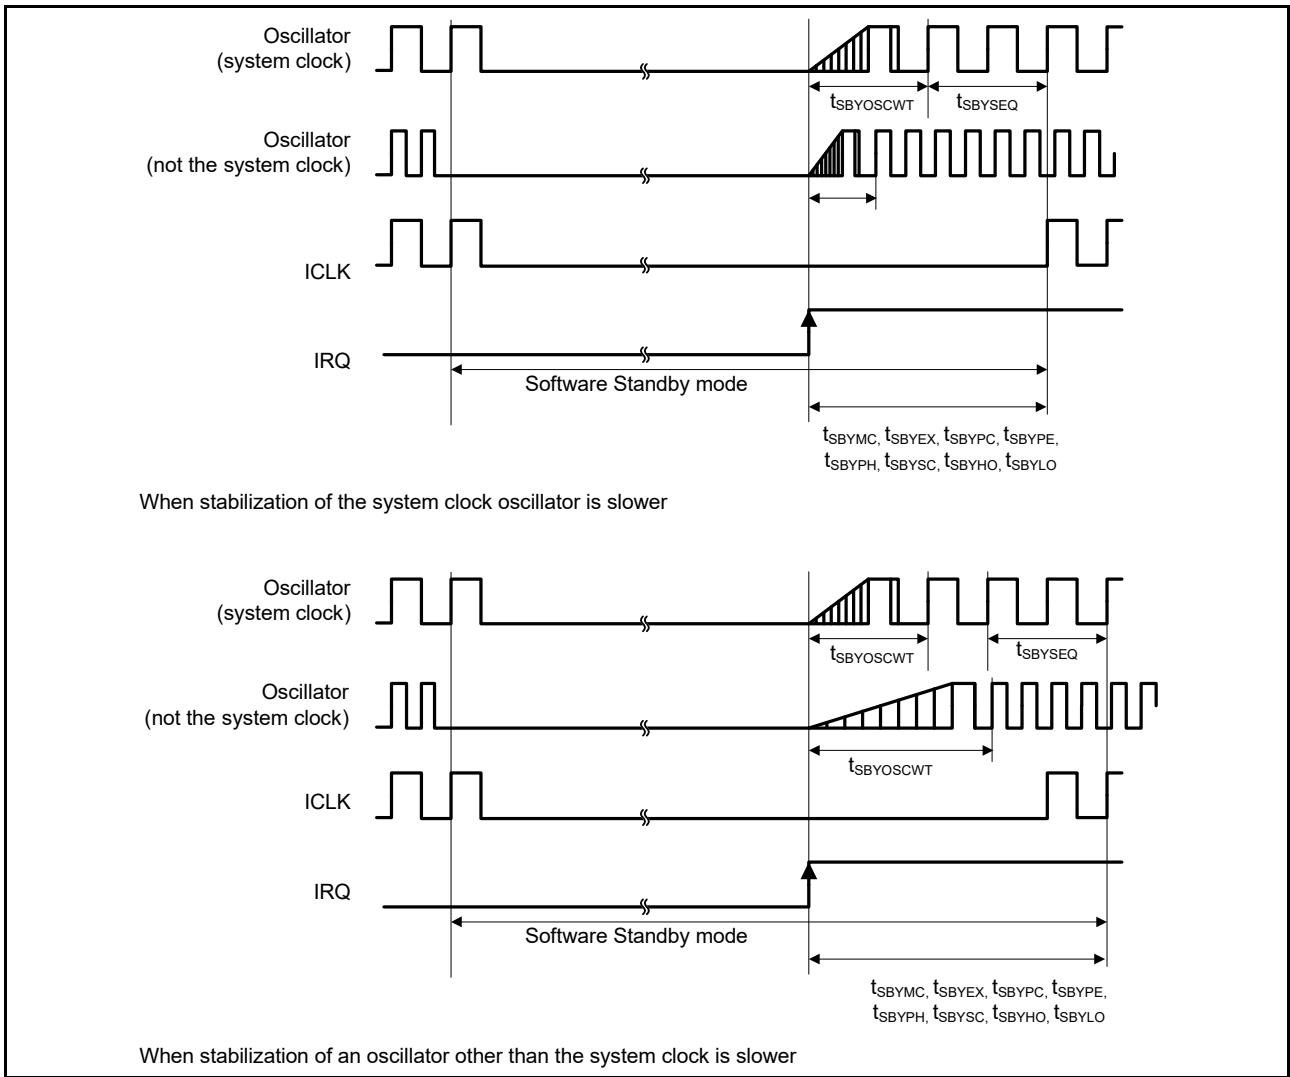 Oscillator
(system clock)
tSBYOSCWT
tSBYSEQ
Oscillator
(not the system clock)
ICLK
IRQ
Software Standby mode
tSBYMC, tSBYEX, tSBYPC, tSBYPE,
tSBYPH, tSBYSC, tSBYHO, tSBYLO
When stabilization of the system clock oscillator is slower
Oscillator
(system clock)
tSBYOSCWT
tSBYSEQ
Oscillator
(not the system clock)
tSBYOSCWT
ICLK
IRQ
Software Standby mode
tSBYMC, tSBYEX, tSBYPC, tSBYPE,
tSBYPH, tSBYSC, tSBYHO, tSBYLO
When stabilization of an oscillator other than the system clock is slower